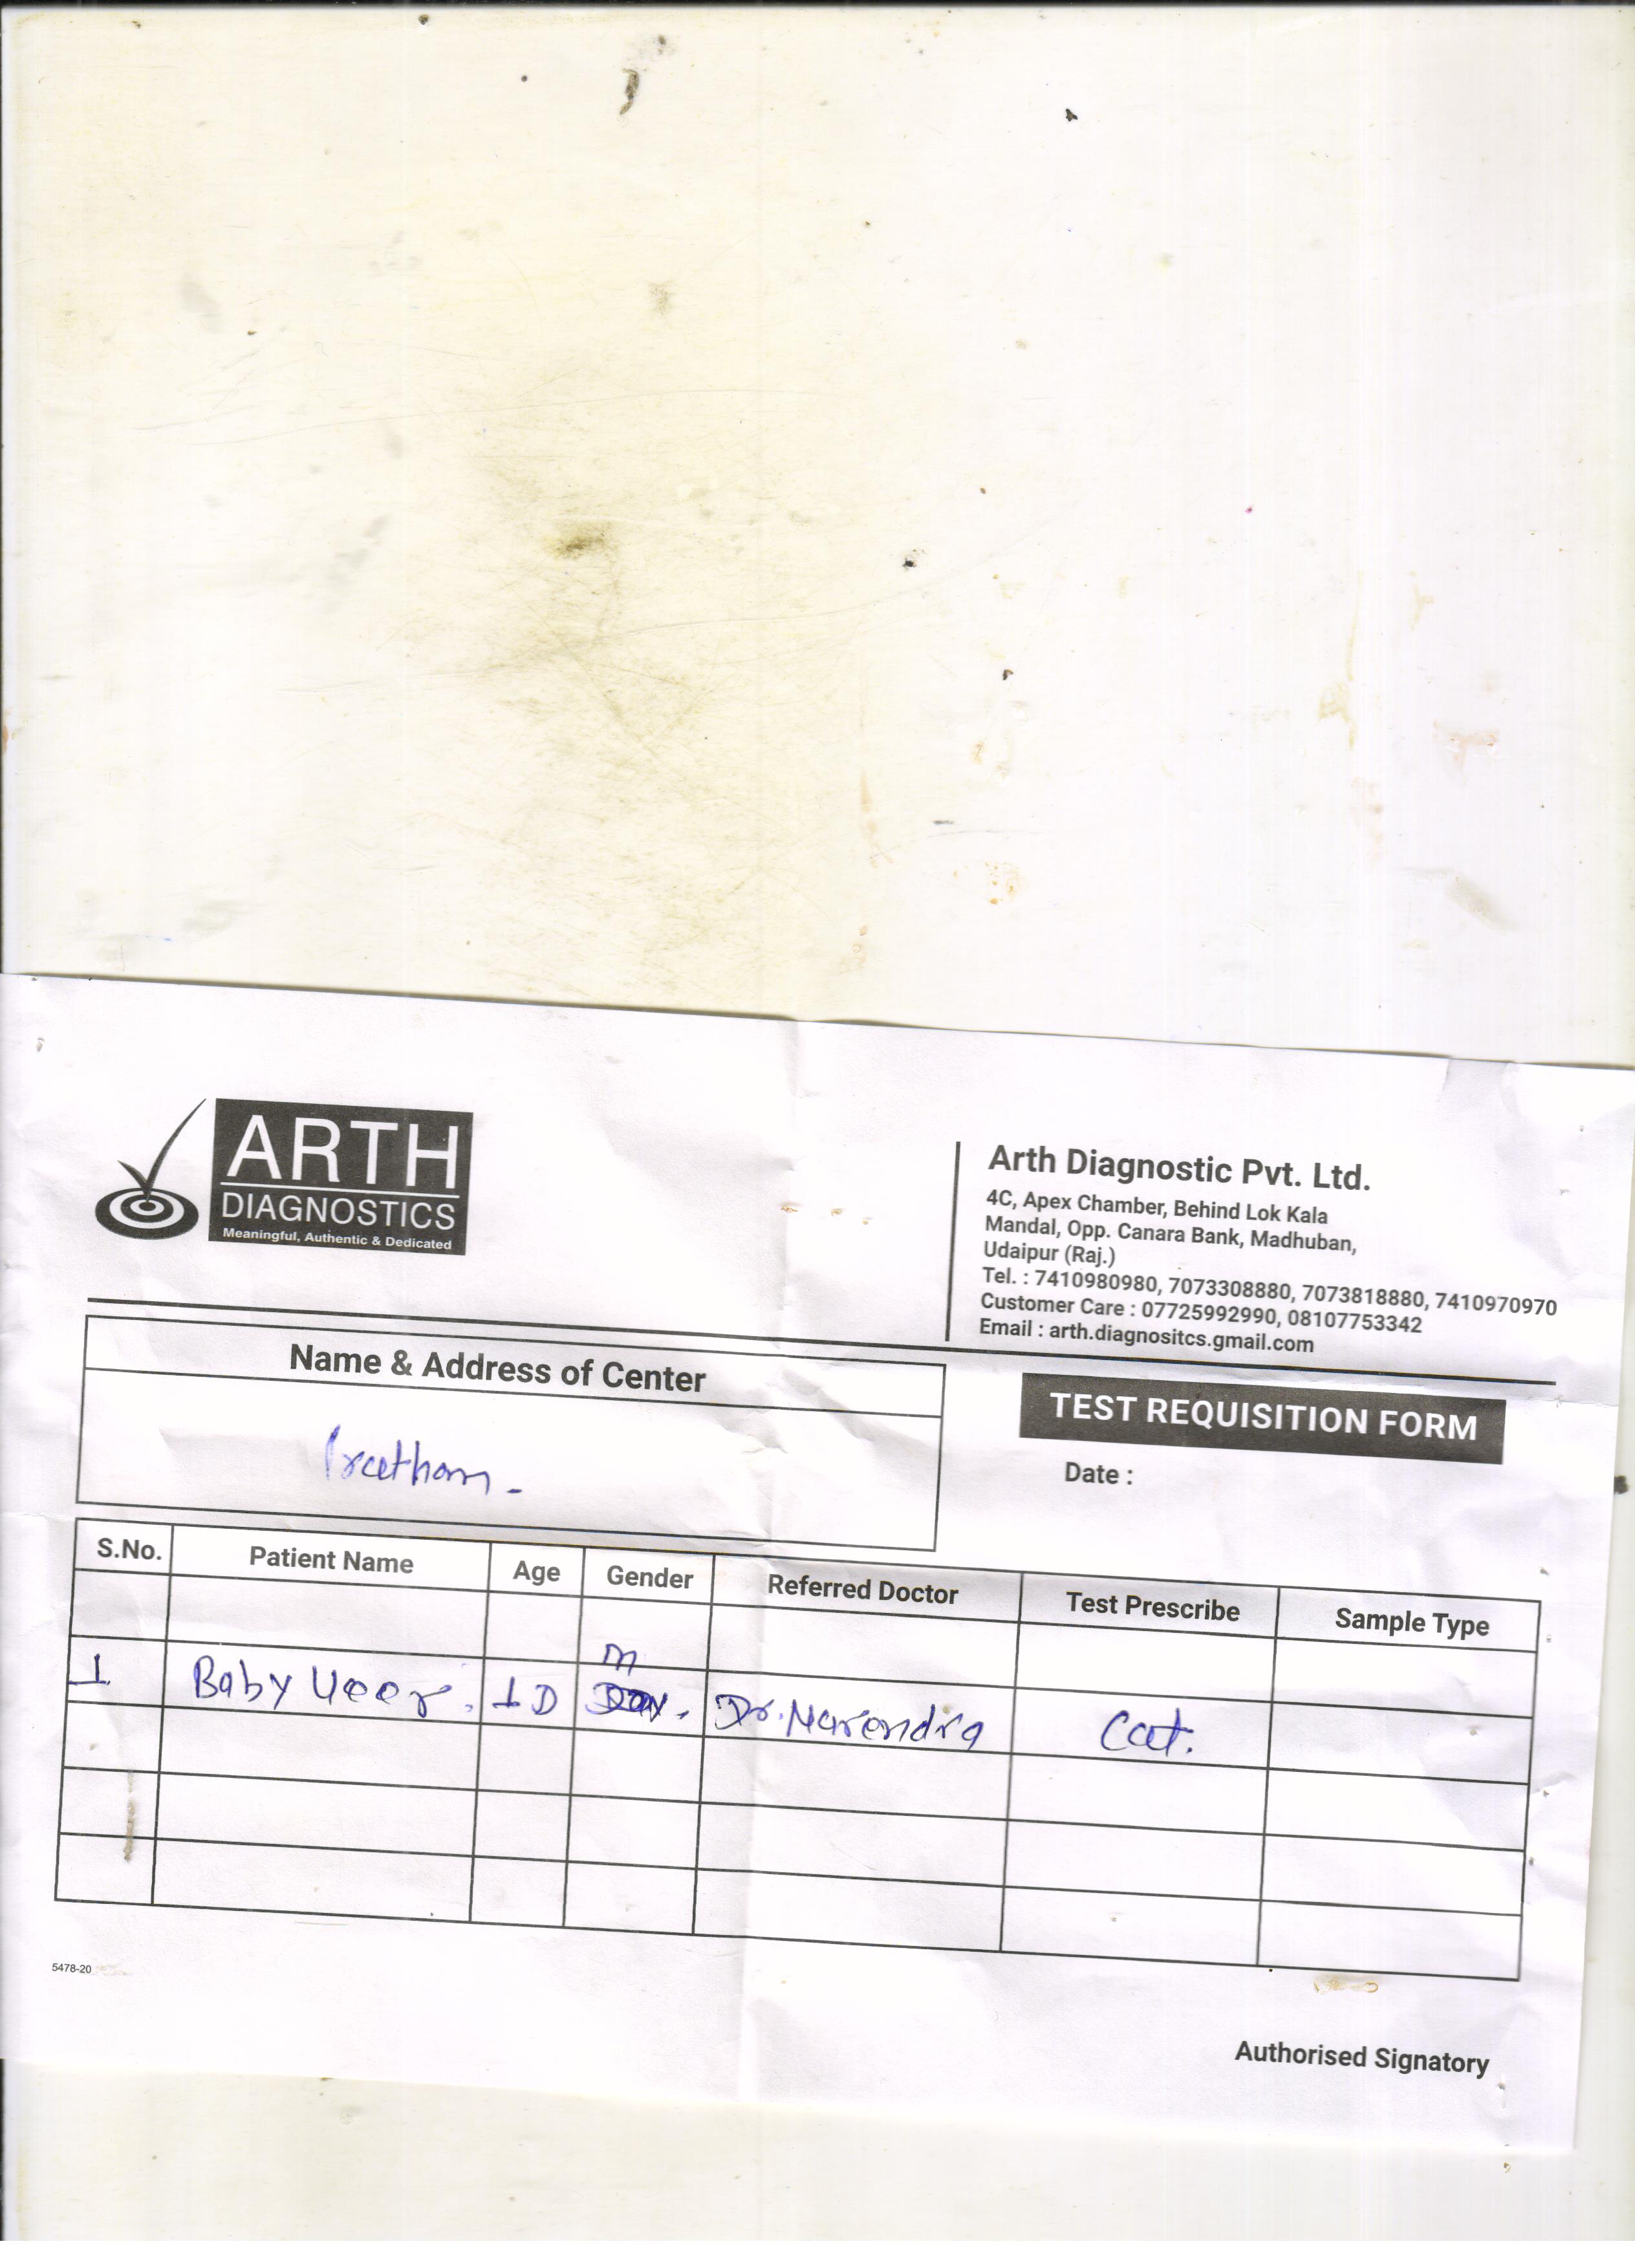 ARTH
DIAGNOSTICS
Meaningful, Authentic & Dedicated
Arth Diagnostic Pvt. Ltd.
4C, Apex Chamber, Behind Lok Kala
Mandal, Opp. Canara Bank, Madhuban,
Udaipur (Raj.)
Tel. : 7410980980, 7073308880, 7073818880, 7410970970
Customer Care : 07725992990, 08107753342
Email : arth.diagnositcs.gmail.com
Name & Address of Center
TEST REQUISITION FORM
Date :
S.No. Patient Name Age Gender Referred Doctor Test Prescribe Sample Type
m
1 Baby Veer. 1D Dr. Narendra
5478-20
Authorised Signatory